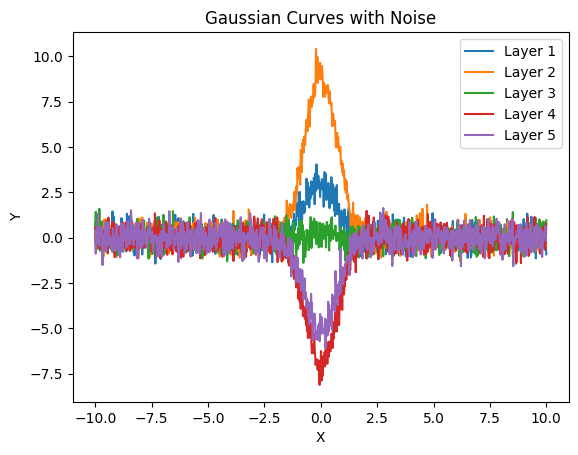 Gaussian Curves with Noise
Layer 1
Layer 2
Layer 3
Layer 4
Layer 5
Y
10.0
7.5
5.0
2.5
0.0
−2.5
−5.0
−7.5
−10.0 −7.5 −5.0 −2.5 0.0 2.5 5.0 7.5 10.0
X